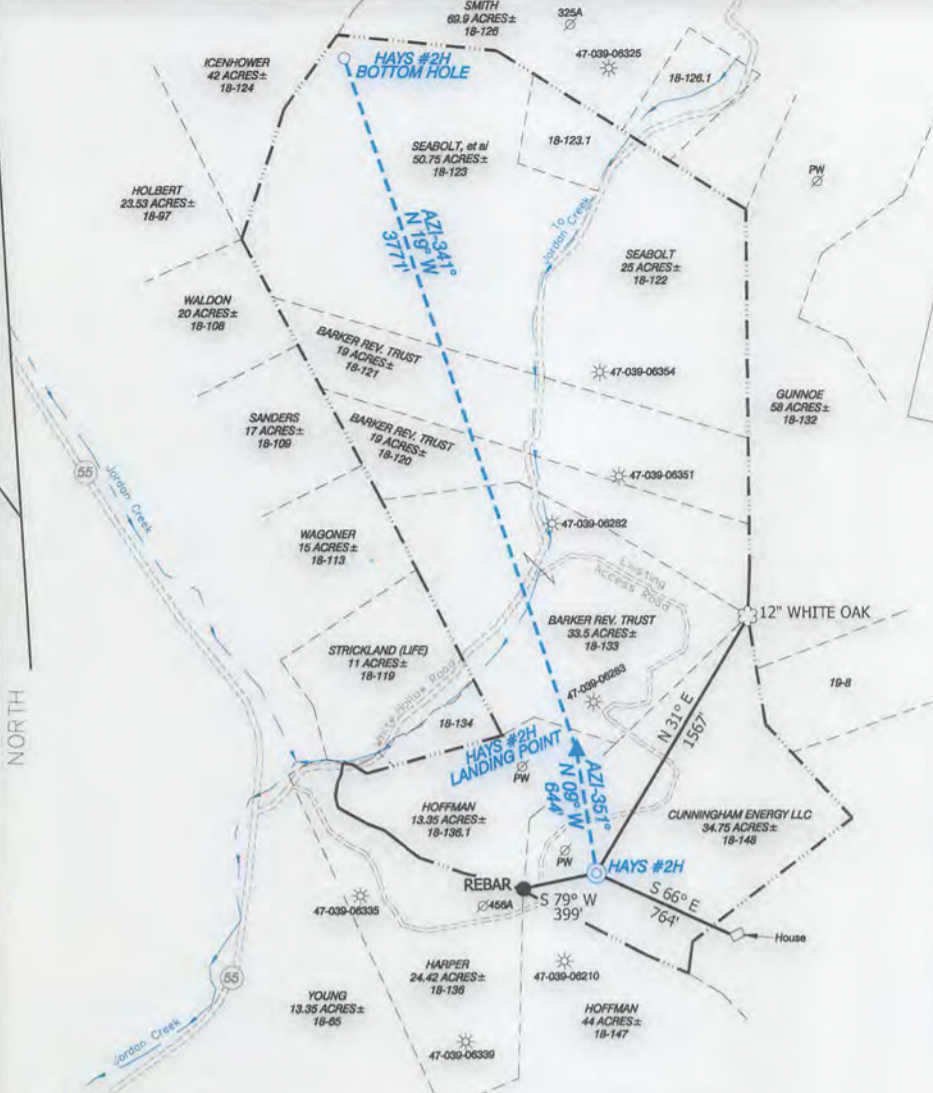 SMITH
69.9 ACRES±
18-126
325A
47-039-06325
ICENHOWER
42 ACRES±
18-124
HAYS #2H
BOTTOM HOLE
18-126.1
18-123.1
SEABOLT, et al
50.75 ACRES±
18-123
PW
HOLBERT
23.53 ACRES±
18-97
AZI-341°
N 19° W
3771'
To
Jordan Creek
SEABOLT
25 ACRES±
18-122
WALDON
20 ACRES±
18-108
BARKER REV. TRUST
19 ACRES±
18-121
47-039-06354
GUNNOE
58 ACRES±
18-132
SANDERS
17 ACRES±
18-109
BARKER REV. TRUST
19 ACRES±
18-120
55
Jordan Creek
47-039-06351
47-039-06282
WAGONER
15 ACRES±
18-113
Existing
Access Road
12" WHITE OAK
BARKER REV. TRUST
33.5 ACRES±
18-133
STRICKLAND (LIFE)
11 ACRES±
18-119
Hollow Road
47-039-06283
19-8
NORTH
18-134
N 31° E
1567'
HAYS #2H
LANDING POINT
PW
AZI-351°
N 09° W
644'
HOFFMAN
13.35 ACRES±
18-136.1
CUNNINGHAM ENERGY LLC
34.75 ACRES±
18-148
PW
HAYS #2H
REBAR
S 79° W
399'
S 66° E
764'
456A
47-039-06335
House
HARPER
24.42 ACRES±
18-136
47-039-06210
55
YOUNG
13.35 ACRES±
18-65
HOFFMAN
44 ACRES±
18-147
Jordan Creek
47-039-06339